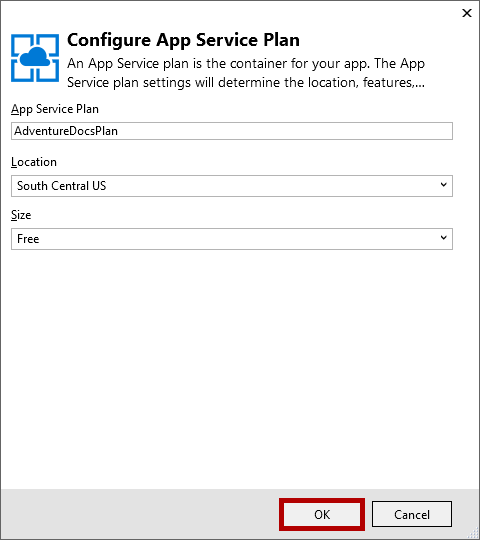 Configure App Service Plan
An App Service plan is the container for your app. The App
Service plan settings will determine the location, features,...
App Service Plan
AdventureDocsPlan
Location
South Central US
Size
Free
OK
Cancel